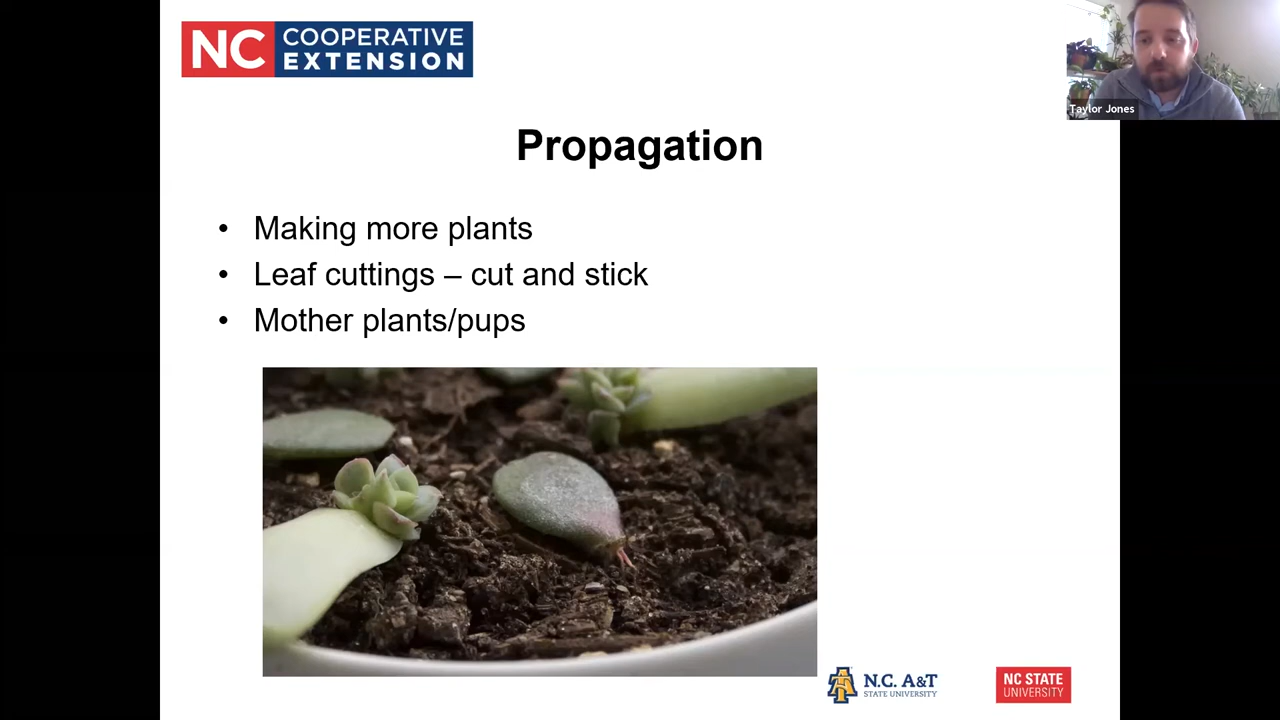 NC COOPERATIVE
EXTENSION
Taylor Jones
Propagation
• Making more plants
• Leaf cuttings – cut and stick
• Mother plants/pups
N.C. A&T
STATE UNIVERSITY
NC STATE
UNIVERSITY